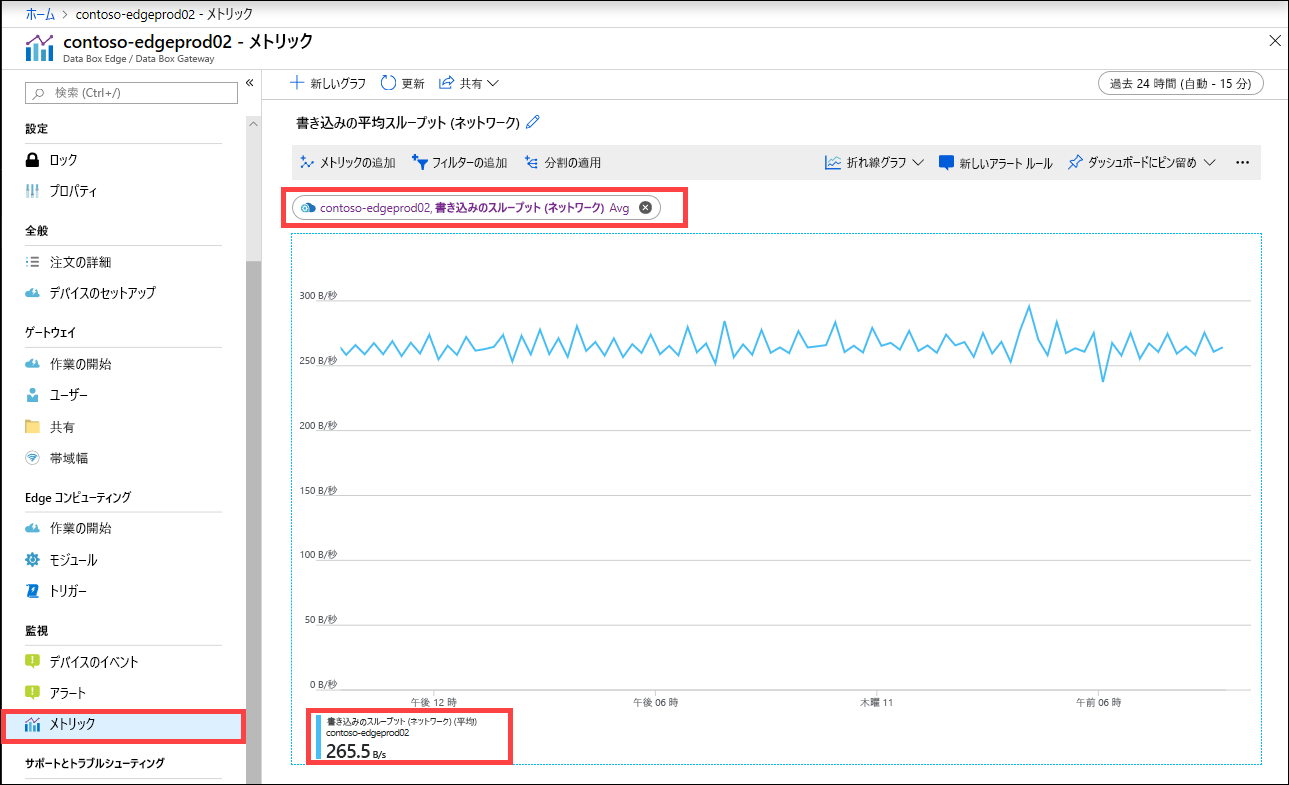 ホーム > contoso-edgeprod02 - メトリック
contoso-edgeprod02 - メトリック
Data Box Edge / Data Box Gateway
検索 (Ctrl+/)
設定
ロック
プロパティ
全般
注文の詳細
デバイスのセットアップ
ゲートウェイ
作業の開始
ユーザー
共有
帯域幅
Edge コンピューティング
作業の開始
モジュール
トリガー
監視
デバイスのイベント
アラート
メトリック
サポートとトラブルシューティング
新しいグラフ 更新 共有
過去 24 時間 (自動 - 15 分)
書き込みの平均スループット (ネットワーク)
メトリックの追加 フィルターの追加 分割の適用 折れ線グラフ 新しいアラート ルール ダッシュボードにピン留め
contoso-edgeprod02, 書き込みのスループット (ネットワーク) Avg
300 B/秒
250 B/秒
200 B/秒
150 B/秒
100 B/秒
50 B/秒
0 B/秒
午後 12 時 午後 06 時 木曜 11 午前 06 時
書き込みのスループット (ネットワーク) (平均)
contoso-edgeprod02
265.5 B/s